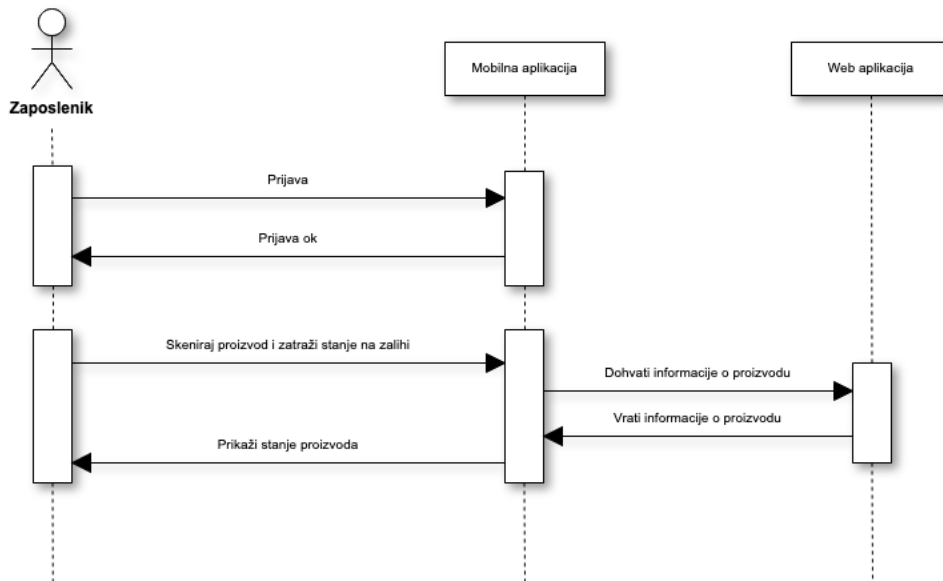 Mobilna aplikacija
Web aplikacija
Zaposlenik
Prijava
Prijava ok
Skeniraj proizvod i zatraži stanje na zalihi
Dohvati informacije o proizvodu
Vrati informacije o proizvodu
Prikaži stanje proizvoda